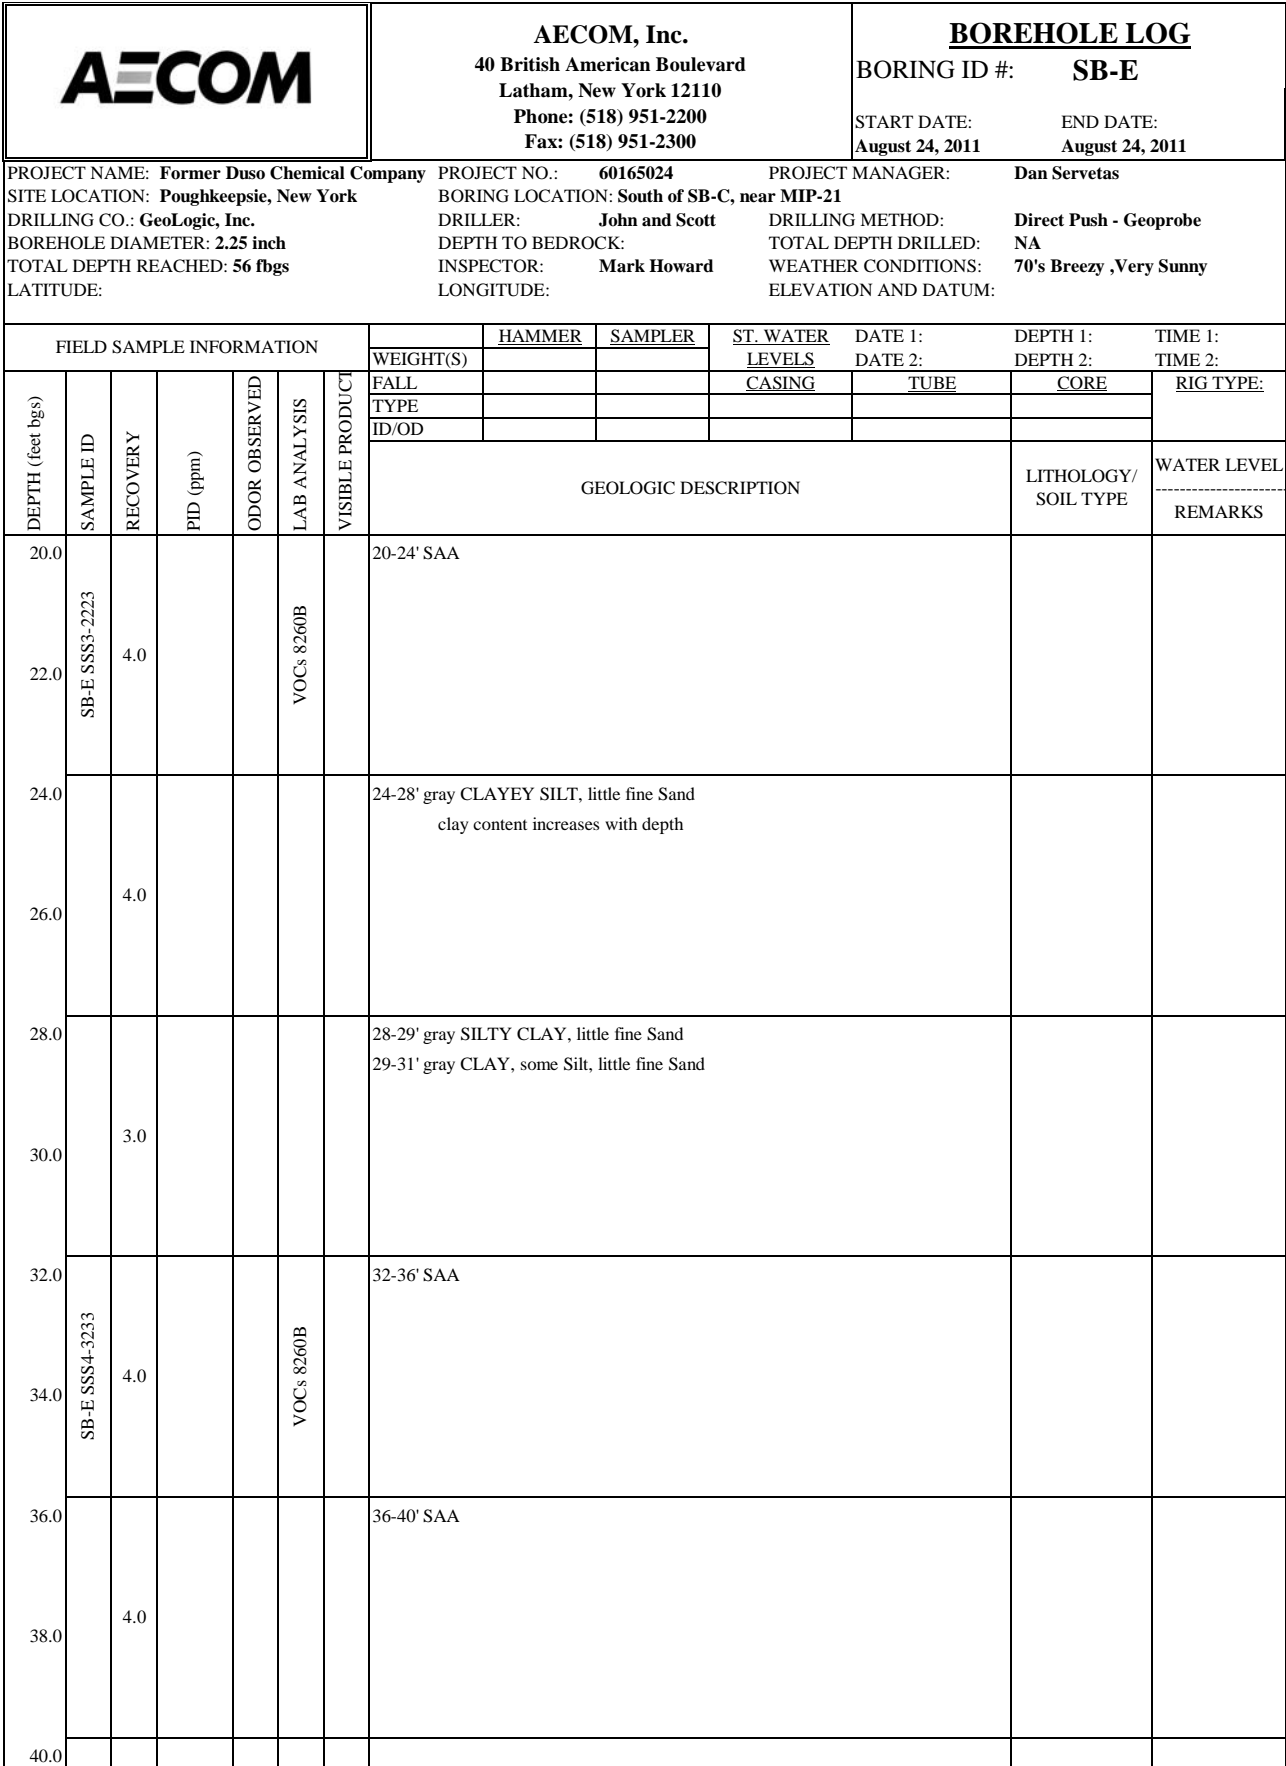 AECOM
AECOM, Inc.
40 British American Boulevard
Latham, New York 12110
Phone: (518) 951-2200
Fax: (518) 951-2300
BOREHOLE LOG
BORING ID #: SB-E
START DATE: END DATE:
August 24, 2011 August 24, 2011
PROJECT NAME: Former Duso Chemical Company PROJECT NO.: 60165024 PROJECT MANAGER: Dan Servetas
SITE LOCATION: Poughkeepsie, New York BORING LOCATION: South of SB-C, near MIP-21
DRILLING CO.: GeoLogic, Inc. DRILLER: John and Scott DRILLING METHOD: Direct Push - Geoprobe
BOREHOLE DIAMETER: 2.25 inch DEPTH TO BEDROCK: TOTAL DEPTH DRILLED: NA
TOTAL DEPTH REACHED: 56 fbgs INSPECTOR: Mark Howard WEATHER CONDITIONS: 70's Breezy ,Very Sunny
LATITUDE: LONGITUDE: ELEVATION AND DATUM:
FIELD SAMPLE INFORMATION
HAMMER SAMPLER ST. WATER DATE 1: DEPTH 1: TIME 1:
WEIGHT(S) LEVELS DATE 2: DEPTH 2: TIME 2:
FALL CASING TUBE CORE RIG TYPE:
TYPE
ID/OD
DEPTH (feet bgs)
SAMPLE ID
RECOVERY
PID (ppm)
ODOR OBSERVED
LAB ANALYSIS
VISIBLE PRODUCT
GEOLOGIC DESCRIPTION
LITHOLOGY/
SOIL TYPE
WATER LEVEL
---------------------
REMARKS
20.0 20-24' SAA
SB-E SSS3-2223
4.0
VOCs 8260B
22.0
24.0 24-28' gray CLAYEY SILT, little fine Sand
clay content increases with depth
4.0
26.0
28.0 28-29' gray SILTY CLAY, little fine Sand
29-31' gray CLAY, some Silt, little fine Sand
3.0
30.0
32.0 32-36' SAA
SB-E SSS4-3233
4.0
VOCs 8260B
34.0
36.0 36-40' SAA
4.0
38.0
40.0